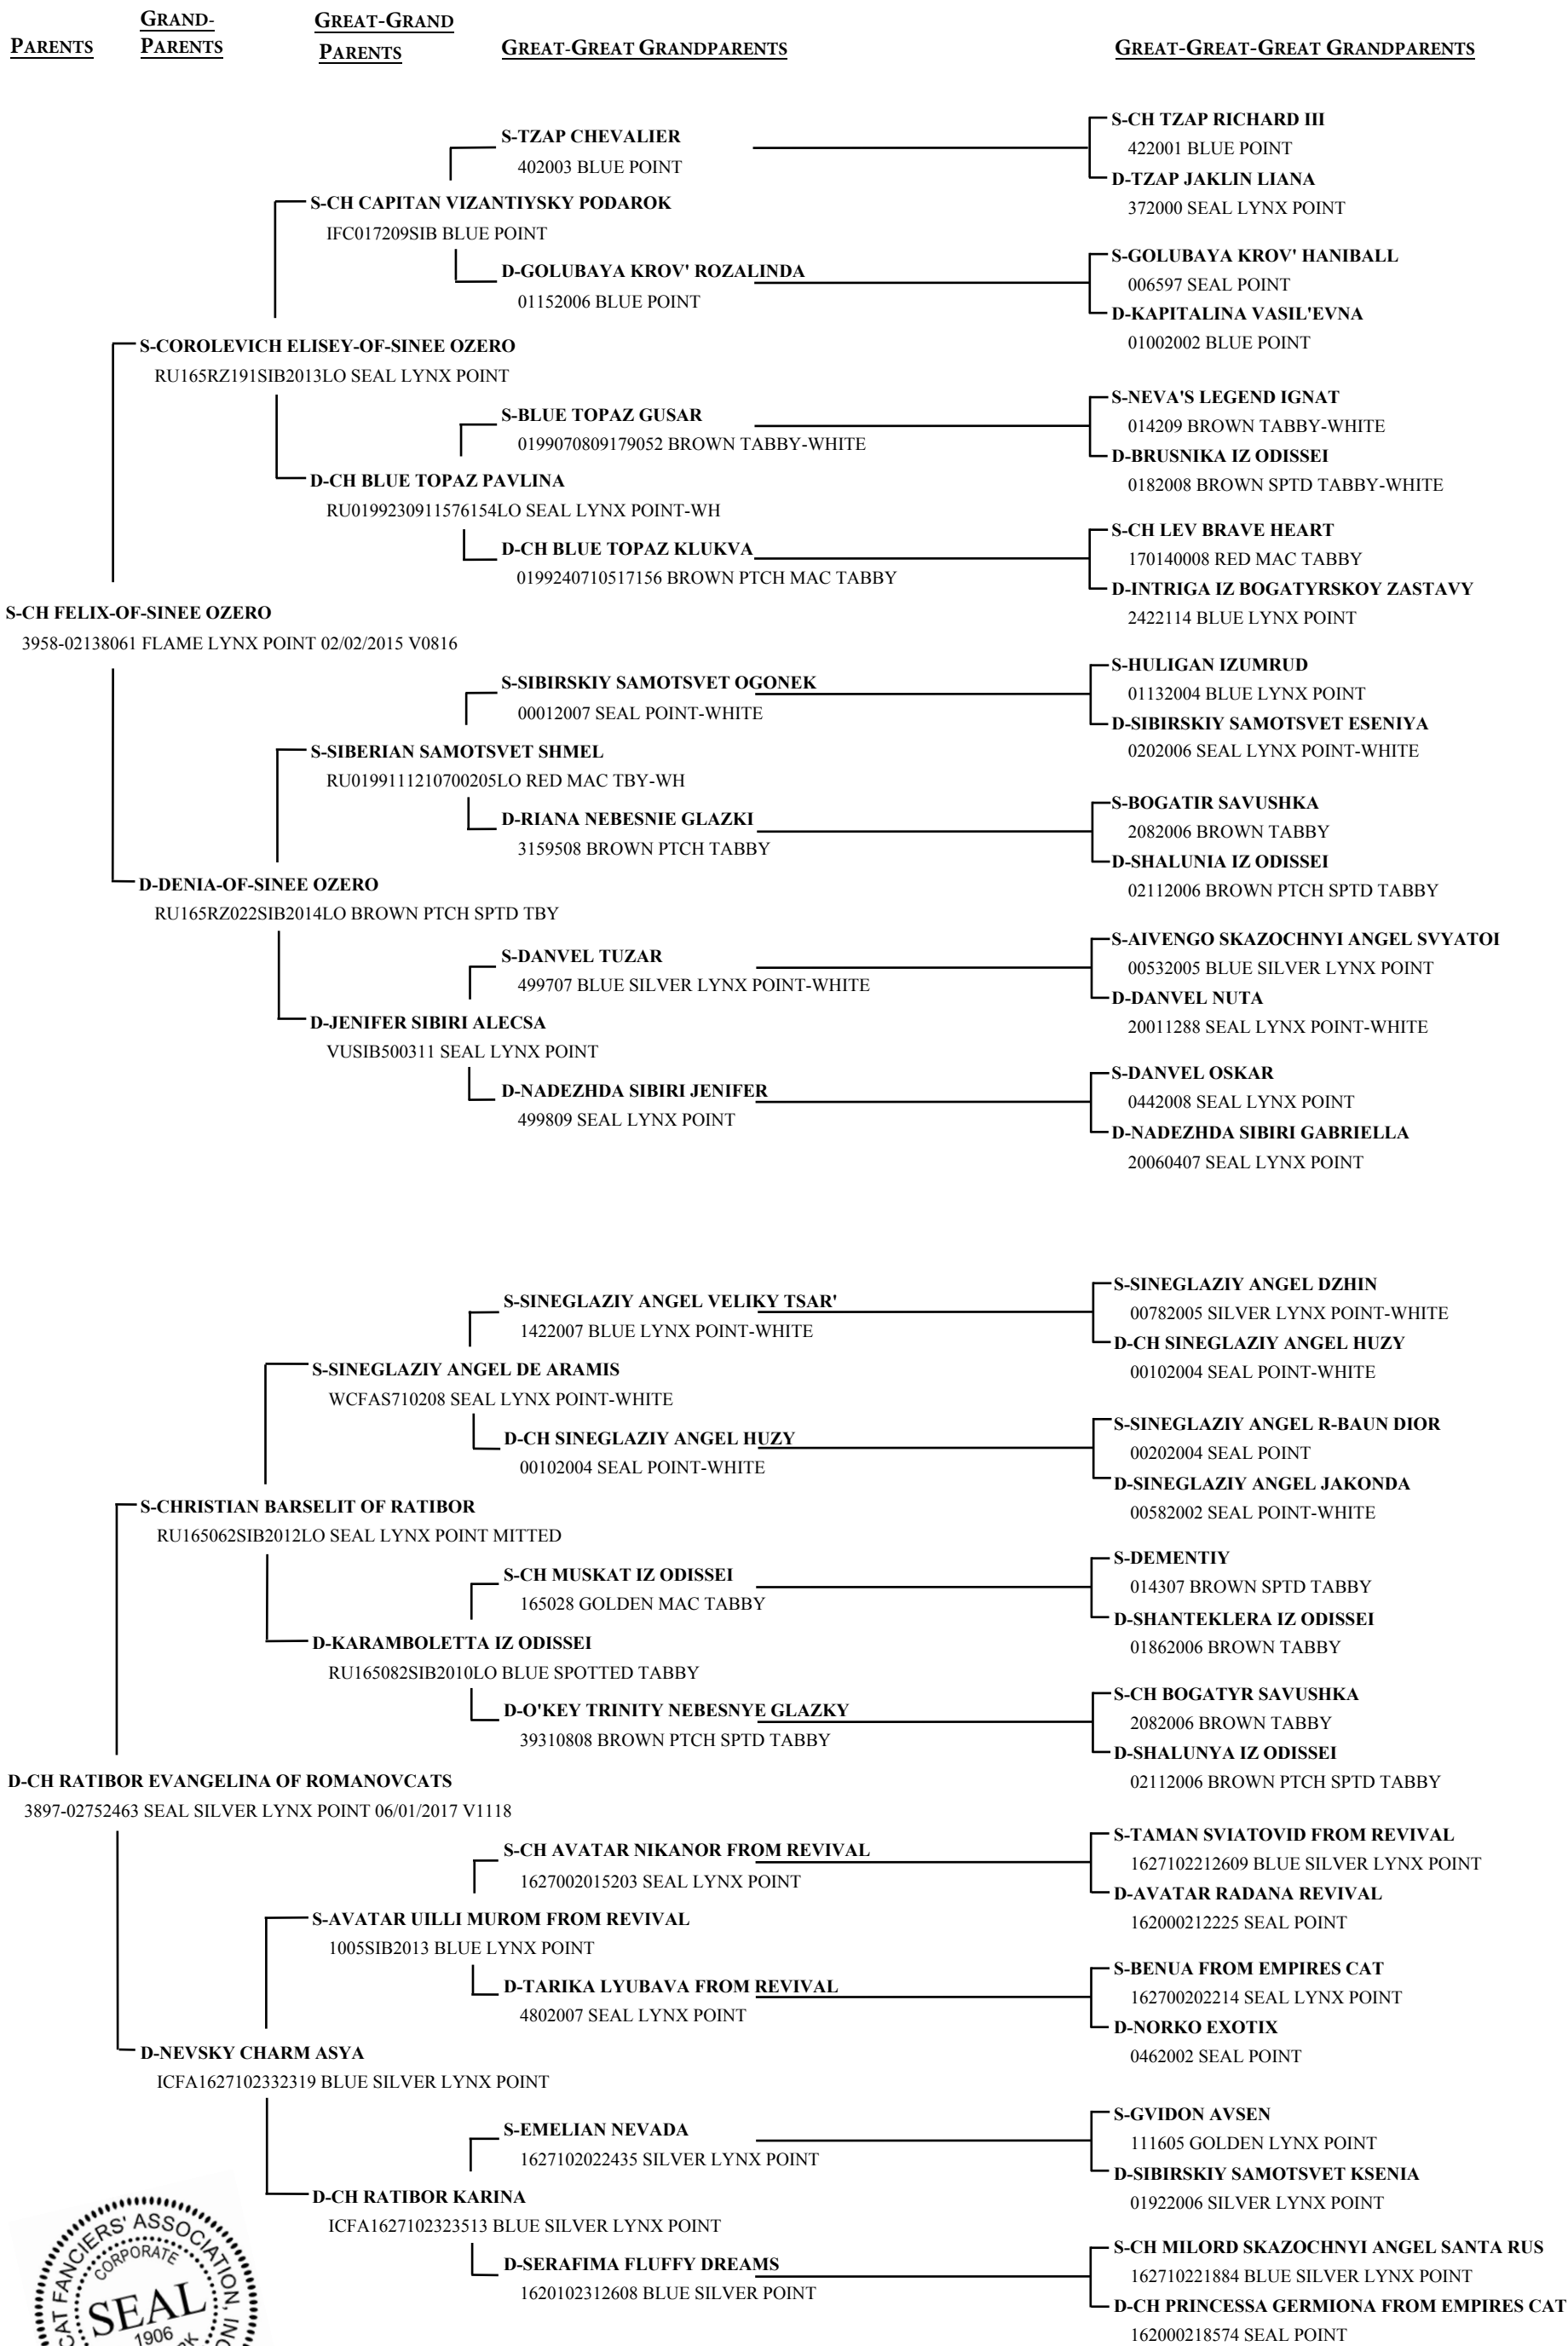 PARENTS
GRAND-
PARENTS
GREAT-GRAND
PARENTS
GREAT-GREAT GRANDPARENTS
GREAT-GREAT-GREAT GRANDPARENTS
S-CH TZAP RICHARD III
422001 BLUE POINT
S-TZAP CHEVALIER
402003 BLUE POINT
D-TZAP JAKLIN LIANA
372000 SEAL LYNX POINT
S-CH CAPITAN VIZANTIYSKY PODAROK
IFC017209SIB BLUE POINT
S-GOLUBAYA KROV' HANIBALL
006597 SEAL POINT
D-GOLUBAYA KROV' ROZALINDA
01152006 BLUE POINT
D-KAPITALINA VASIL'EVNA
01002002 BLUE POINT
S-COROLEVICH ELISEY-OF-SINEE OZERO
RU165RZ191SIB2013LO SEAL LYNX POINT
S-NEVA'S LEGEND IGNAT
014209 BROWN TABBY-WHITE
S-BLUE TOPAZ GUSAR
0199070809179052 BROWN TABBY-WHITE
D-BRUSNIKA IZ ODISSEI
0182008 BROWN SPTD TABBY-WHITE
D-CH BLUE TOPAZ PAVLINA
RU0199230911576154LO SEAL LYNX POINT-WH
S-CH LEV BRAVE HEART
170140008 RED MAC TABBY
D-CH BLUE TOPAZ KLUKVA
0199240710517156 BROWN PTCH MAC TABBY
D-INTRIGA IZ BOGATYRSKOY ZASTAVY
2422114 BLUE LYNX POINT
S-CH FELIX-OF-SINEE OZERO
3958-02138061 FLAME LYNX POINT 02/02/2015 V0816
S-HULIGAN IZUMRUD
01132004 BLUE LYNX POINT
S-SIBIRSKIY SAMOTSVET OGONEK
00012007 SEAL POINT-WHITE
D-SIBIRSKIY SAMOTSVET ESENIYA
0202006 SEAL LYNX POINT-WHITE
S-SIBERIAN SAMOTSVET SHMEL
RU0199111210700205LO RED MAC TBY-WH
S-BOGATIR SAVUSHKA
2082006 BROWN TABBY
D-RIANA NEBESNIE GLAZKI
3159508 BROWN PTCH TABBY
D-SHALUNIA IZ ODISSEI
02112006 BROWN PTCH SPTD TABBY
D-DENIA-OF-SINEE OZERO
RU165RZ022SIB2014LO BROWN PTCH SPTD TBY
S-AIVENGO SKAZOCHNYI ANGEL SVYATOI
00532005 BLUE SILVER LYNX POINT
S-DANVEL TUZAR
499707 BLUE SILVER LYNX POINT-WHITE
D-DANVEL NUTA
20011288 SEAL LYNX POINT-WHITE
D-JENIFER SIBIRI ALECSA
VUSIB500311 SEAL LYNX POINT
S-DANVEL OSKAR
0442008 SEAL LYNX POINT
D-NADEZHDA SIBIRI JENIFER
499809 SEAL LYNX POINT
D-NADEZHDA SIBIRI GABRIELLA
20060407 SEAL LYNX POINT
S-SINEGLAZIY ANGEL DZHIN
00782005 SILVER LYNX POINT-WHITE
S-SINEGLAZIY ANGEL VELIKY TSAR'
1422007 BLUE LYNX POINT-WHITE
D-CH SINEGLAZIY ANGEL HUZY
00102004 SEAL POINT-WHITE
S-SINEGLAZIY ANGEL DE ARAMIS
WCFAS710208 SEAL LYNX POINT-WHITE
S-SINEGLAZIY ANGEL R-BAUN DIOR
00202004 SEAL POINT
D-CH SINEGLAZIY ANGEL HUZY
00102004 SEAL POINT-WHITE
D-SINEGLAZIY ANGEL JAKONDA
00582002 SEAL POINT-WHITE
S-CHRISTIAN BARSELIT OF RATIBOR
RU165062SIB2012LO SEAL LYNX POINT MITTED
S-DEMENTIY
014307 BROWN SPTD TABBY
S-CH MUSKAT IZ ODISSEI
165028 GOLDEN MAC TABBY
D-SHANTEKLERA IZ ODISSEI
01862006 BROWN TABBY
D-KARAMBOLETTA IZ ODISSEI
RU165082SIB2010LO BLUE SPOTTED TABBY
S-CH BOGATYR SAVUSHKA
2082006 BROWN TABBY
D-O'KEY TRINITY NEBESNYE GLAZKY
39310808 BROWN PTCH SPTD TABBY
D-SHALUNYA IZ ODISSEI
02112006 BROWN PTCH SPTD TABBY
D-CH RATIBOR EVANGELINA OF ROMANOVCATS
3897-02752463 SEAL SILVER LYNX POINT 06/01/2017 V1118
S-TAMAN SVIATOVID FROM REVIVAL
1627102212609 BLUE SILVER LYNX POINT
S-CH AVATAR NIKANOR FROM REVIVAL
1627002015203 SEAL LYNX POINT
D-AVATAR RADANA REVIVAL
162000212225 SEAL POINT
S-AVATAR UILLI MUROM FROM REVIVAL
1005SIB2013 BLUE LYNX POINT
S-BENUA FROM EMPIRES CAT
162700202214 SEAL LYNX POINT
D-TARIKA LYUBAVA FROM REVIVAL
4802007 SEAL LYNX POINT
D-NORKO EXOTIX
0462002 SEAL POINT
D-NEVSKY CHARM ASYA
ICFA1627102332319 BLUE SILVER LYNX POINT
S-GVIDON AVSEN
111605 GOLDEN LYNX POINT
S-EMELIAN NEVADA
1627102022435 SILVER LYNX POINT
D-SIBIRSKIY SAMOTSVET KSENIA
01922006 SILVER LYNX POINT
D-CH RATIBOR KARINA
ICFA1627102323513 BLUE SILVER LYNX POINT
S-CH MILORD SKAZOCHNYI ANGEL SANTA RUS
162710221884 BLUE SILVER LYNX POINT
D-SERAFIMA FLUFFY DREAMS
1620102312608 BLUE SILVER POINT
D-CH PRINCESSA GERMIONA FROM EMPIRES CAT
162000218574 SEAL POINT
CAT FANCIERS' ASSOCIATION, INC
CORPORATE
SEAL
1906